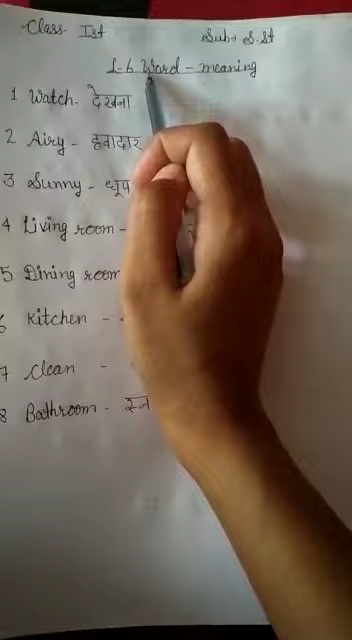 Class- Ist Sub:- S.St
L-6 Word - meaning
1 Watch- देखना
2 Airy - हवादार
3 Sunny - धूप
4 Living room -
5 Dining room
6 Kitchen -
7 Clean -
8 Bathroom - स्न